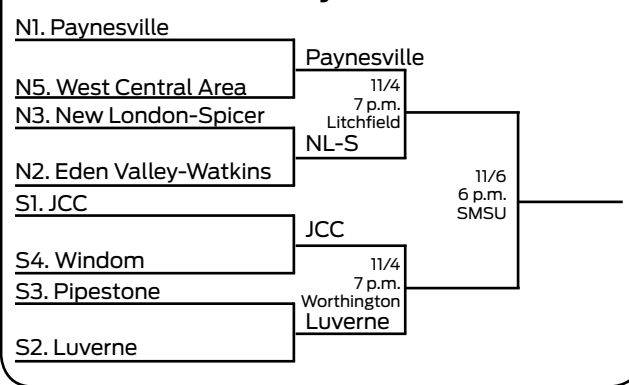 N1. Paynesville
Paynesville
N5. West Central Area
11/4
7 p.m.
Litchfield
N3. New London-Spicer
NL-S
N2. Eden Valley-Watkins
11/6
6 p.m.
SMSU
S1. JCC
JCC
S4. Windom
11/4
7 p.m.
Worthington
S3. Pipestone
Luverne
S2. Luverne